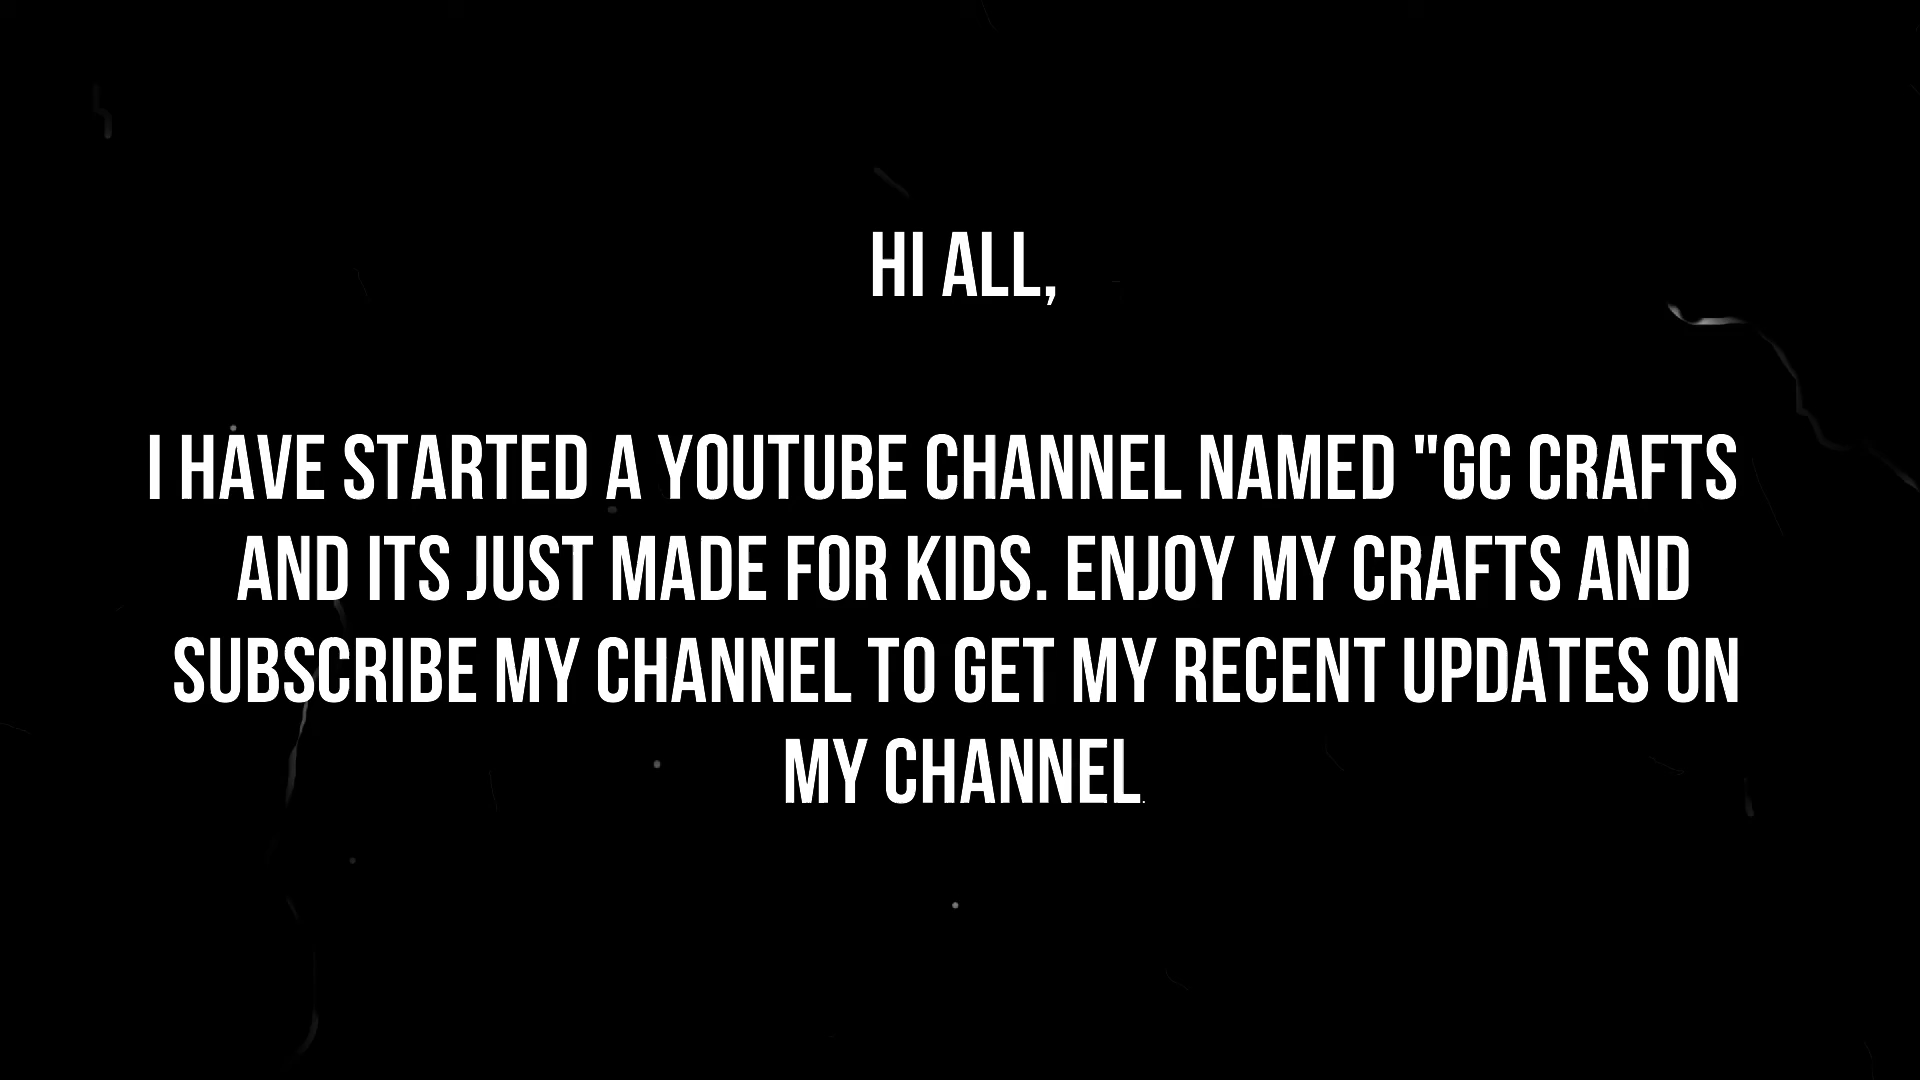 HI ALL,
I HAVE STARTED A YOUTUBE CHANNEL NAMED "GC CRAFTS
AND ITS JUST MADE FOR KIDS. ENJOY MY CRAFTS AND
SUBSCRIBE MY CHANNEL TO GET MY RECENT UPDATES ON
MY CHANNEL.